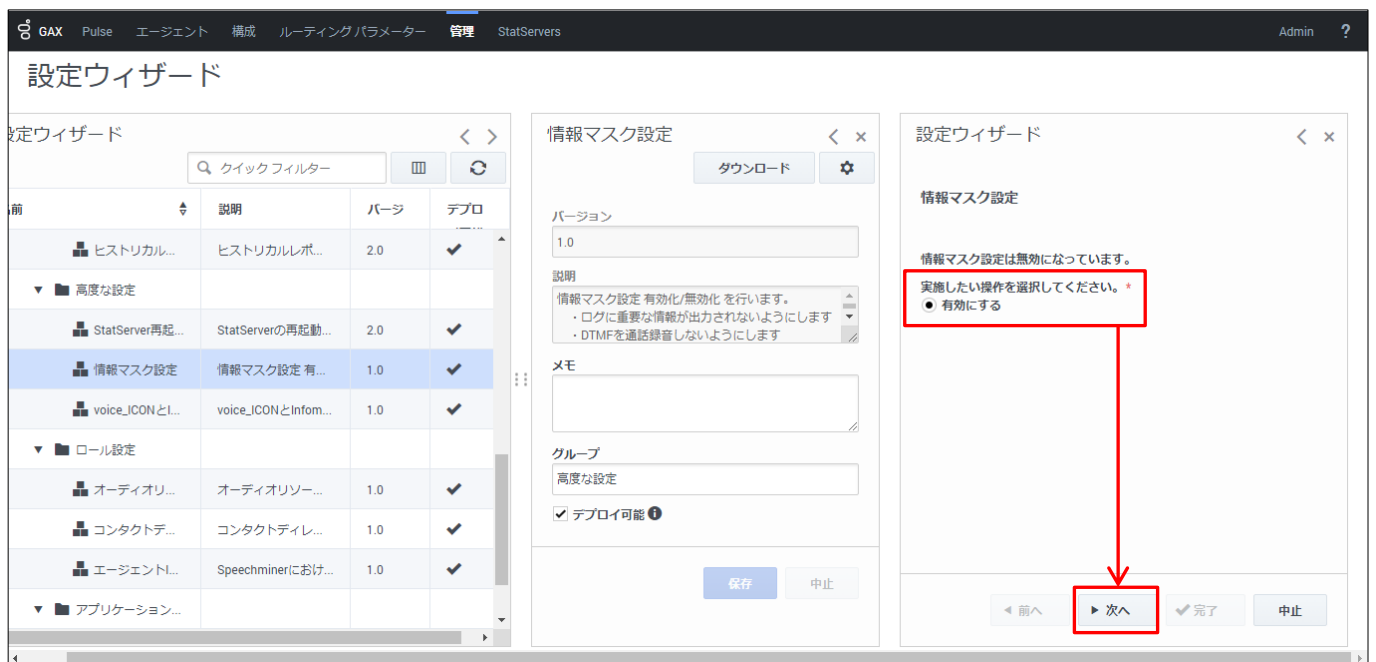 GAX Pulse エージェント 構成 ルーティング パラメーター 管理 StatServers Admin ?
設定ウィザード
設定ウィザード
クイック フィルター
名前 説明 バージ デプロ
ヒストリカル... ヒストリカルレポ... 2.0
高度な設定
StatServer再起... StatServerの再起動... 2.0
情報マスク設定 情報マスク設定 有... 1.0
voice_ICONとI... voice_ICONとInfom... 1.0
ロール設定
オーディオリ... オーディオリソー... 1.0
コンタクトデ... コンタクトディレ... 1.0
エージェントI... Speechminerにおけ... 1.0
アプリケーション...
情報マスク設定
ダウンロード
バージョン
1.0
説明
情報マスク設定 有効化/無効化 を行います。
・ログに重要な情報が出力されないようにします
・DTMFを通話録音しないようにします
メモ
グループ
高度な設定
デプロイ可能
保存 中止
設定ウィザード
情報マスク設定
情報マスク設定は無効になっています。
実施したい操作を選択してください。*
有効にする
前へ 次へ 完了 中止